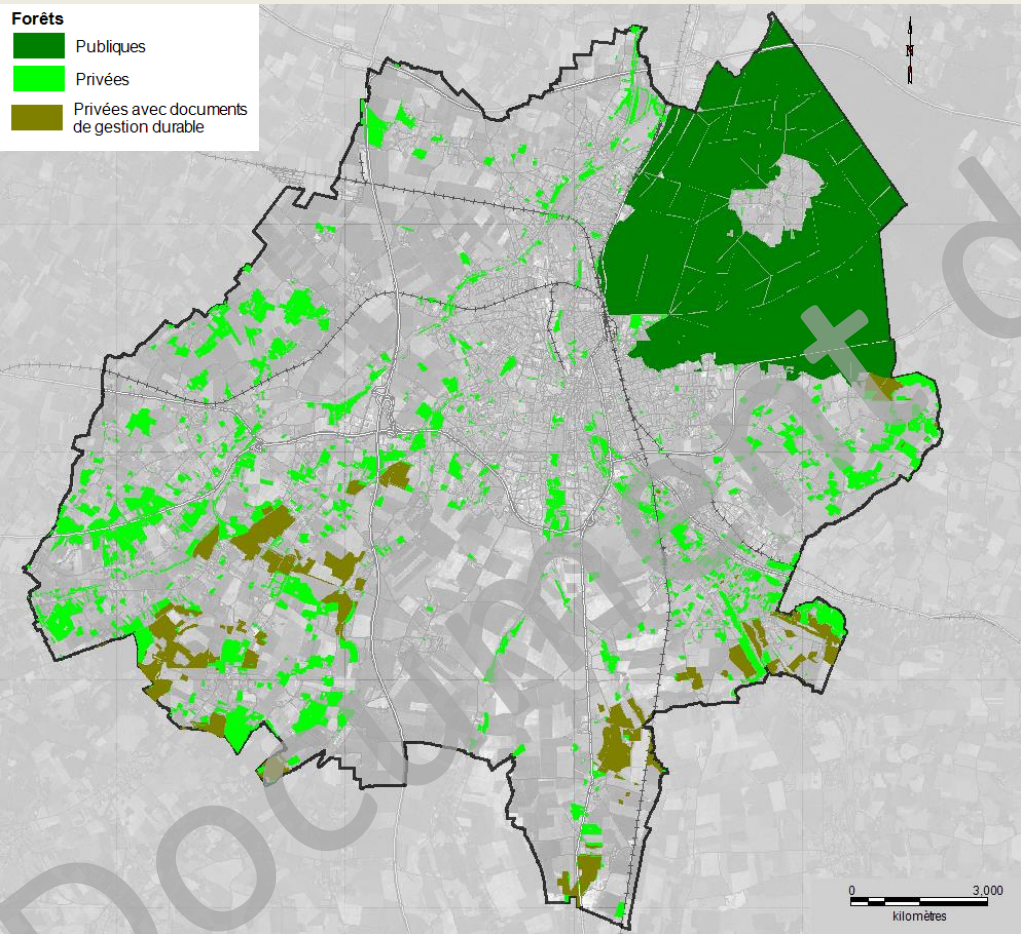 Forêts
Publiques
Privées
Privées avec documents
de gestion durable
N
0 3,000
kilomètres
Document d